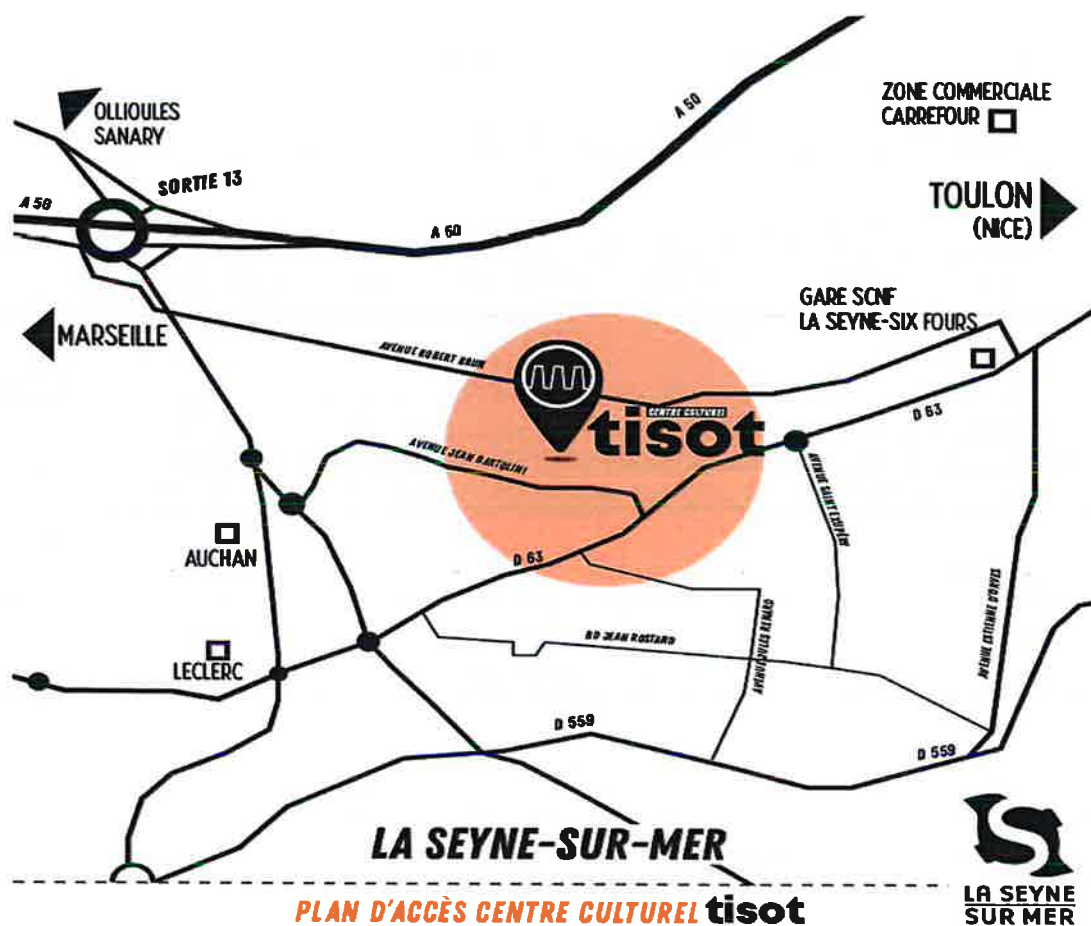 OLLIOULES
SANARY
SORTIE 13
A 50
A 50
A 50
ZONE COMMERCIALE
CARREFOUR
TOULON
(NICE)
MARSEILLE
GARE SCNF
LA SEYNE-SIX FOURS
AVENUE ROBERT BRUN
CENTRE CULTUREL
tisot
D 63
AVENUE JEAN BARTOLINI
AVENUE SAINT EXUPÉRY
AUCHAN
D 63
AVENUE ESTIENNE D'ORVES
BD JEAN ROSTAND
AVENUE JULES RENARD
LECLERC
D 559
D 559
LA SEYNE-SUR-MER
PLAN D'ACCÈS CENTRE CULTUREL tisot
LA SEYNE
SUR MER